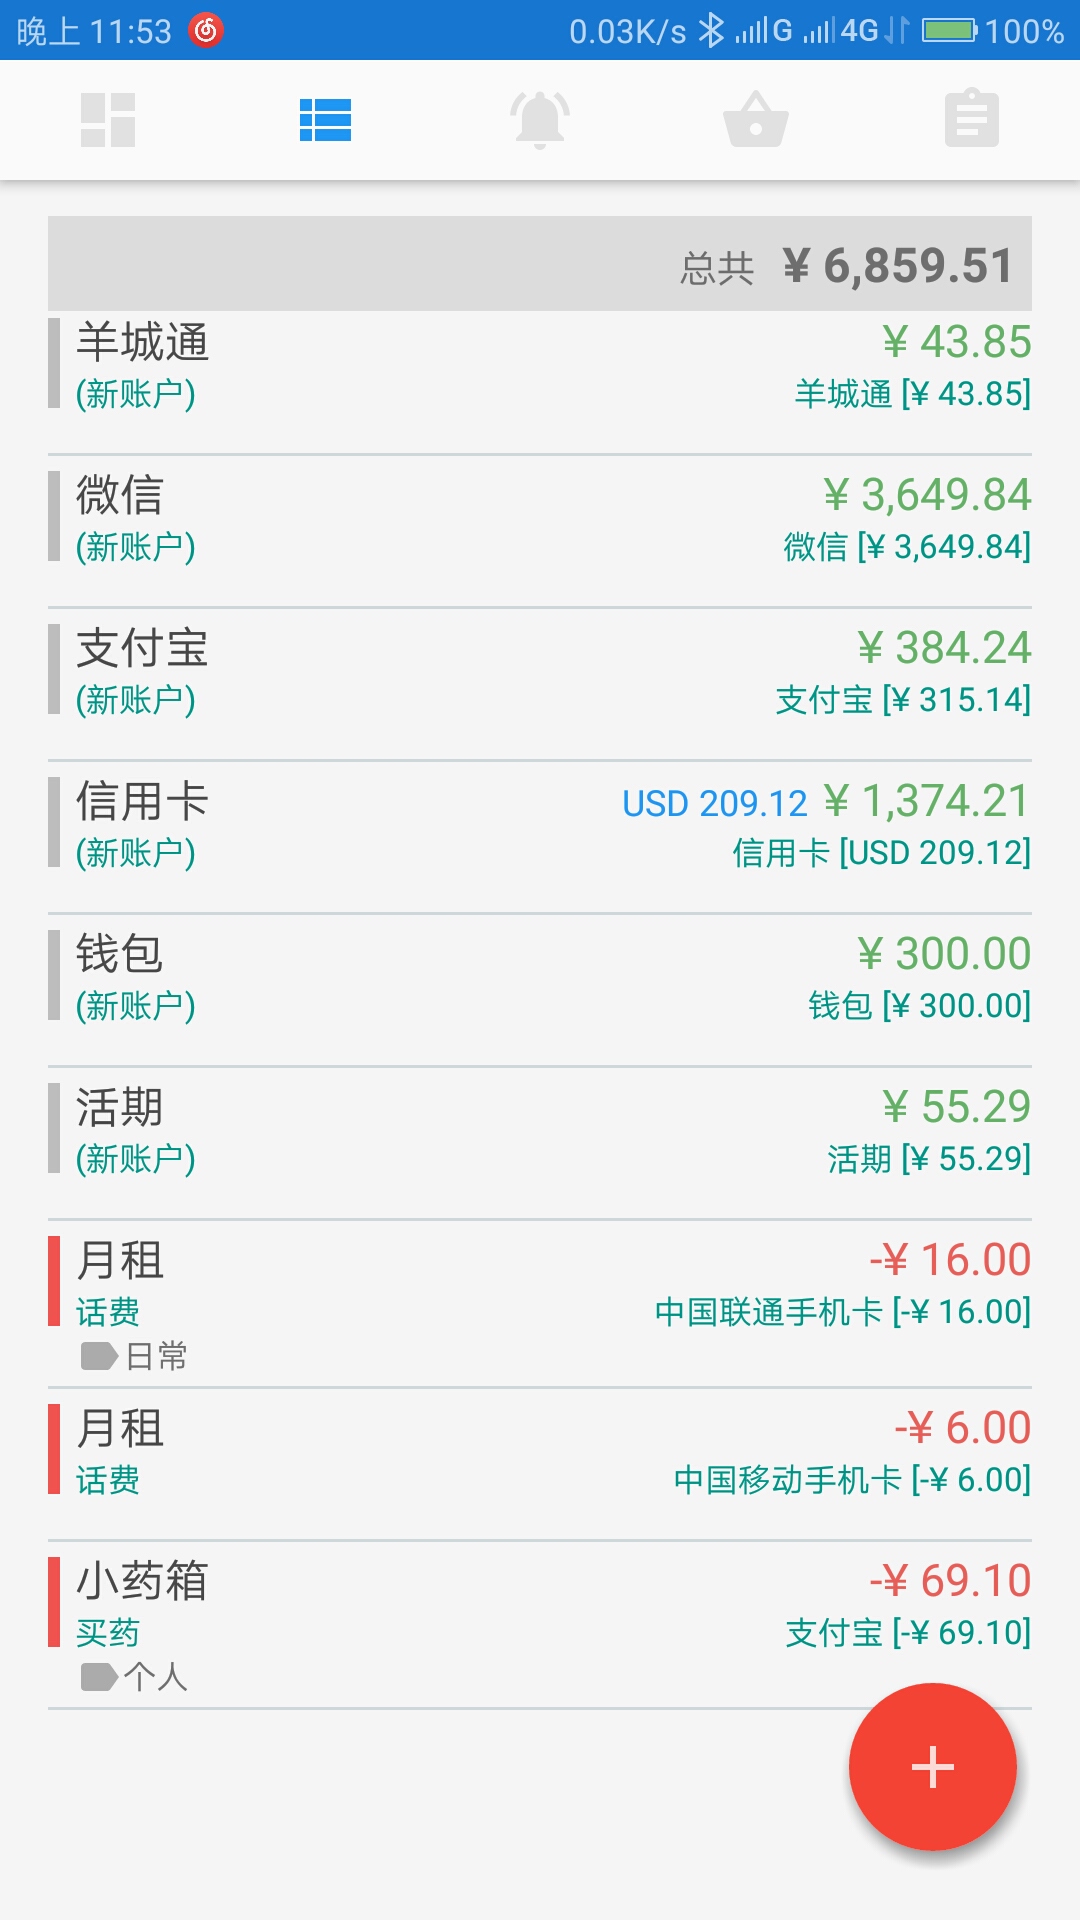 晚上 11:53 0.03K/s G 4G 100%
总共 ¥ 6,859.51
羊城通 ¥ 43.85
(新账户) 羊城通 [¥ 43.85]
微信 ¥ 3,649.84
(新账户) 微信 [¥ 3,649.84]
支付宝 ¥ 384.24
(新账户) 支付宝 [¥ 315.14]
信用卡 USD 209.12 ¥ 1,374.21
(新账户) 信用卡 [USD 209.12]
钱包 ¥ 300.00
(新账户) 钱包 [¥ 300.00]
活期 ¥ 55.29
(新账户) 活期 [¥ 55.29]
月租 -¥ 16.00
话费 中国联通手机卡 [-¥ 16.00]
日常
月租 -¥ 6.00
话费 中国移动手机卡 [-¥ 6.00]
小药箱 -¥ 69.10
买药 支付宝 [-¥ 69.10]
个人